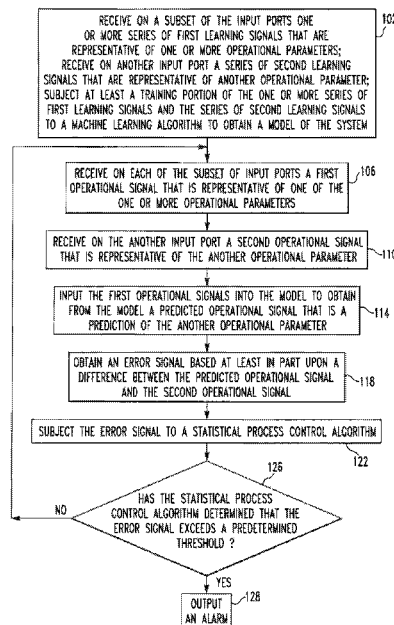 102
RECEIVE ON A SUBSET OF THE INPUT PORTS ONE
OR MORE SERIES OF FIRST LEARNING SIGNALS THAT ARE
REPRESENTATIVE OF ONE OR MORE OPERATIONAL PARAMETERS;
RECEIVE ON ANOTHER INPUT PORT A SERIES OF SECOND LEARNING
SIGNALS THAT ARE REPRESENTATIVE OF ANOTHER OPERATIONAL PARAMETER;
SUBJECT AT LEAST A TRAINING PORTION OF THE ONE OR MORE SERIES OF
FIRST LEARNING SIGNALS AND THE SERIES OF SECOND LEARNING SIGNALS
TO A MACHINE LEARNING ALGORITHM TO OBTAIN A MODEL OF THE SYSTEM
RECEIVE ON EACH OF THE SUBSET OF INPUT PORTS A FIRST
OPERATIONAL SIGNAL THAT IS REPRESENTATIVE OF ONE OF THE
ONE OR MORE OPERATIONAL PARAMETERS
106
RECEIVE ON THE ANOTHER INPUT PORT A SECOND OPERATIONAL SIGNAL
THAT IS REPRESENTATIVE OF THE ANOTHER OPERATIONAL PARAMETER
110
INPUT THE FIRST OPERATIONAL SIGNALS INTO THE MODEL TO OBTAIN
FROM THE MODEL A PREDICTED OPERATIONAL SIGNAL THAT IS A
PREDICTION OF THE ANOTHER OPERATIONAL PARAMETER
114
OBTAIN AN ERROR SIGNAL BASED AT LEAST IN PART UPON A
DIFFERENCE BETWEEN THE PREDICTED OPERATIONAL SIGNAL
AND THE SECOND OPERATIONAL SIGNAL
118
SUBJECT THE ERROR SIGNAL TO A STATISTICAL PROCESS CONTROL ALGORITHM
122
126
HAS THE STATISTICAL PROCESS
CONTROL ALGORITHM DETERMINED THAT THE
ERROR SIGNAL EXCEEDS A PREDETERMINED
THRESHOLD ?
NO
YES
OUTPUT
AN ALARM
128